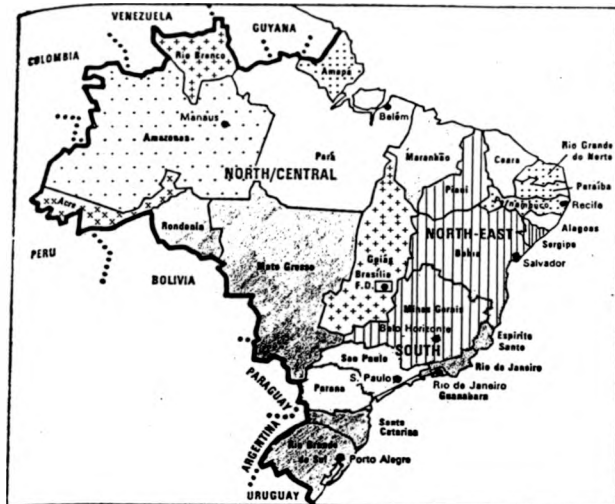 VENEZUELA
GUYANA
COLOMBIA
Rio Branco
Amapá
Manaus
Belém
Amazonas
Pará
Maranhão
Ceara
Rio Grande
do Norte
NORTH/CENTRAL
Piaui
Paraiba
Pernambuco
Recife
Acre
Rondonia
Alagoas
NORTH-EAST
Sergipe
PERU
Mato Grosso
Goiás
Bahia
Salvador
BOLIVIA
Brasília
F.D.
Minas Gerais
Belo Horizonte
Espirito
Santo
Sao Paulo
SOUTH
Rio de Janeiro
PARAGUAY
Parana
S. Paulo
Rio de Janeiro
Guanabara
Santa
Catarina
ARGENTINA
Rio Grande
do Sul
Porto Alegre
URUGUAY